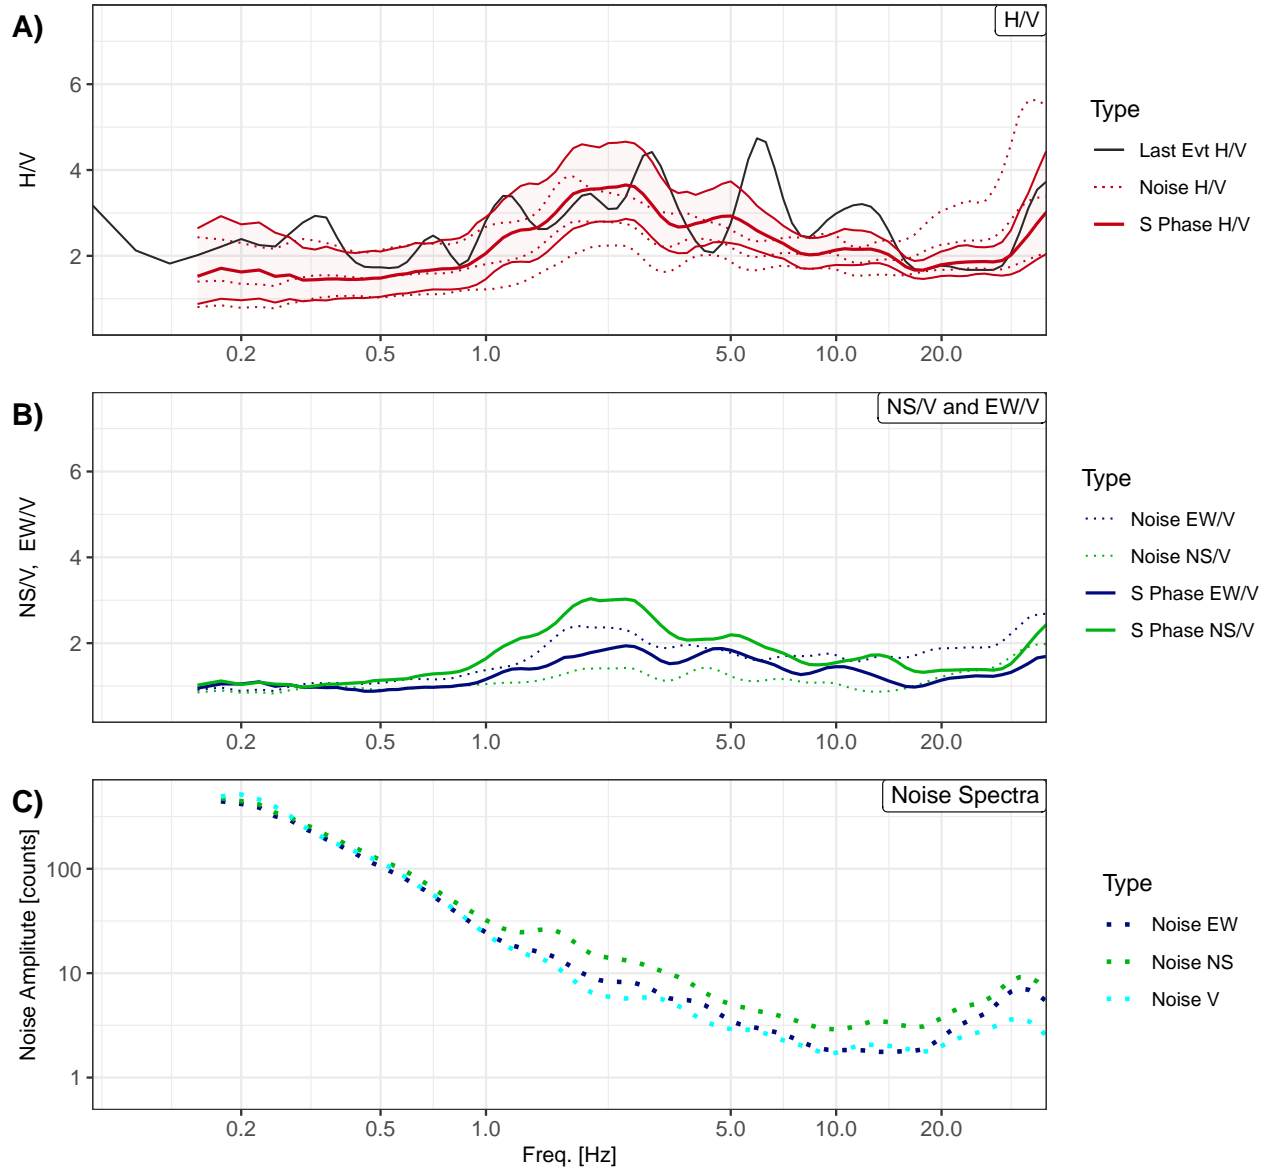 A)
H/V
H/V
6
4
2
0.2 0.5 1.0 5.0 10.0 20.0
Type
Last Evt H/V
Noise H/V
S Phase H/V
B)
NS/V and EW/V
NS/V,  EW/V
6
4
2
0.2 0.5 1.0 5.0 10.0 20.0
Type
Noise EW/V
Noise NS/V
S Phase EW/V
S Phase NS/V
C)
Noise Spectra
Noise Amplitute [counts]
100
10
1
0.2 0.5 1.0 5.0 10.0 20.0
Freq. [Hz]
Type
Noise EW
Noise NS
Noise V